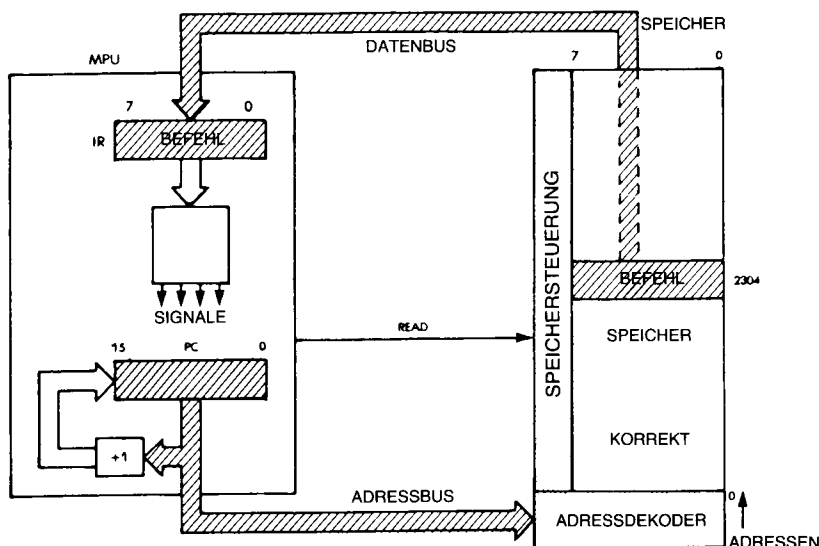 SPEICHER
DATENBUS
MPU
7 0
7 0
IR BEFEHL
SPEICHERSTEUERUNG
BEFEHL 2304
SIGNALE
READ
SPEICHER
15 PC 0
KORREKT
+1
ADRESSBUS
0
ADRESSDEKODER
ADRESSEN